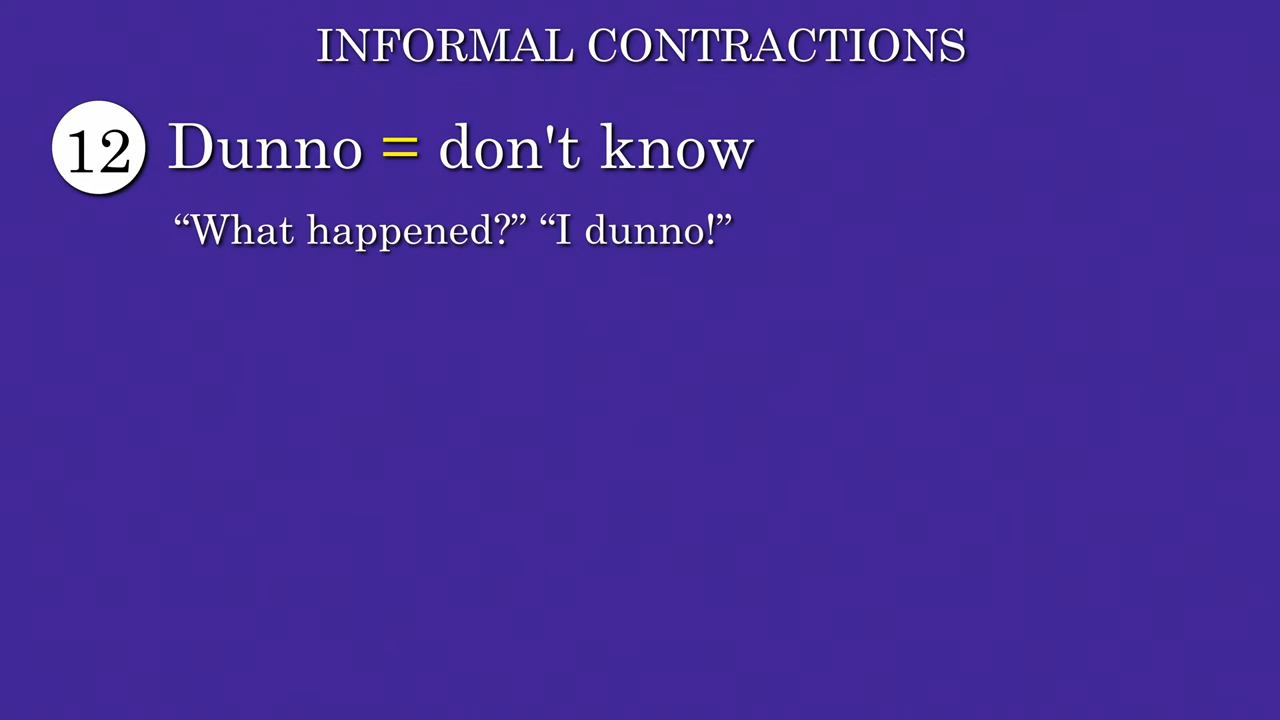 INFORMAL CONTRACTIONS
12 Dunno = don't know
“What happened?” “I dunno!”